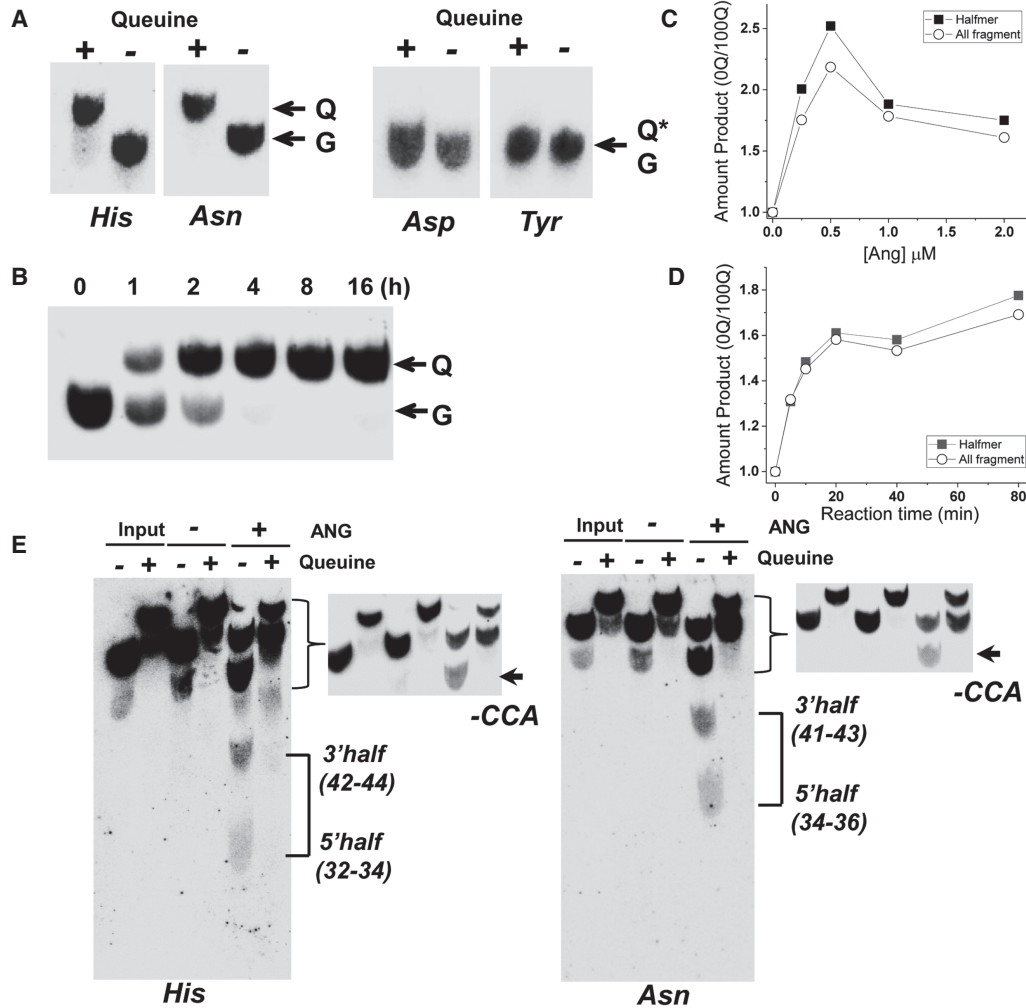 A
Queuine
+ - + -
Q
G
His Asn
Queuine
+ - + -
Q*
G
Asp Tyr
B
0 1 2 4 8 16 (h)
Q
G
C
Amount Product (0Q/100Q)
2.5
2.0
1.5
1.0
0.0 0.5 1.0 1.5 2.0
[Ang] μM
Halfmer
All fragment
D
Amount Product (0Q/100Q)
1.8
1.6
1.4
1.2
1.0
0 20 40 60 80
Reaction time (min)
Halfmer
All fragment
E
Input - + ANG
- + - + - + Queuine
-CCA
3'half
(42-44)
5'half
(32-34)
His
Input - + ANG
- + - + - + Queuine
-CCA
3'half
(41-43)
5'half
(34-36)
Asn